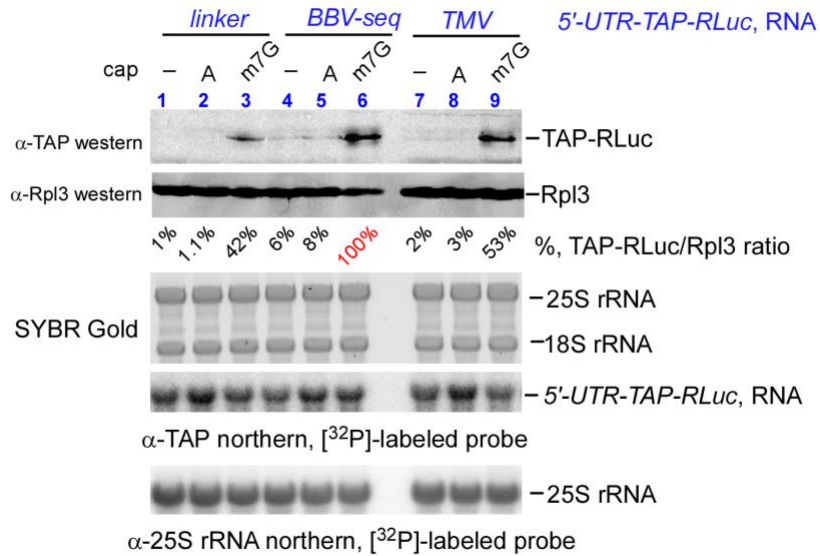 linker BBV-seq TMV 5'-UTR-TAP-RLuc, RNA
cap – A m7G – A m7G – A m7G
1 2 3 4 5 6 7 8 9
α-TAP western –TAP-RLuc
α-Rpl3 western –Rpl3
1% 1.1% 42% 6% 8% 100% 2% 3% 53% %, TAP-RLuc/Rpl3 ratio
–25S rRNA
SYBR Gold
–18S rRNA
–5'-UTR-TAP-RLuc, RNA
α-TAP northern, [³²P]-labeled probe
–25S rRNA
α-25S rRNA northern, [³²P]-labeled probe